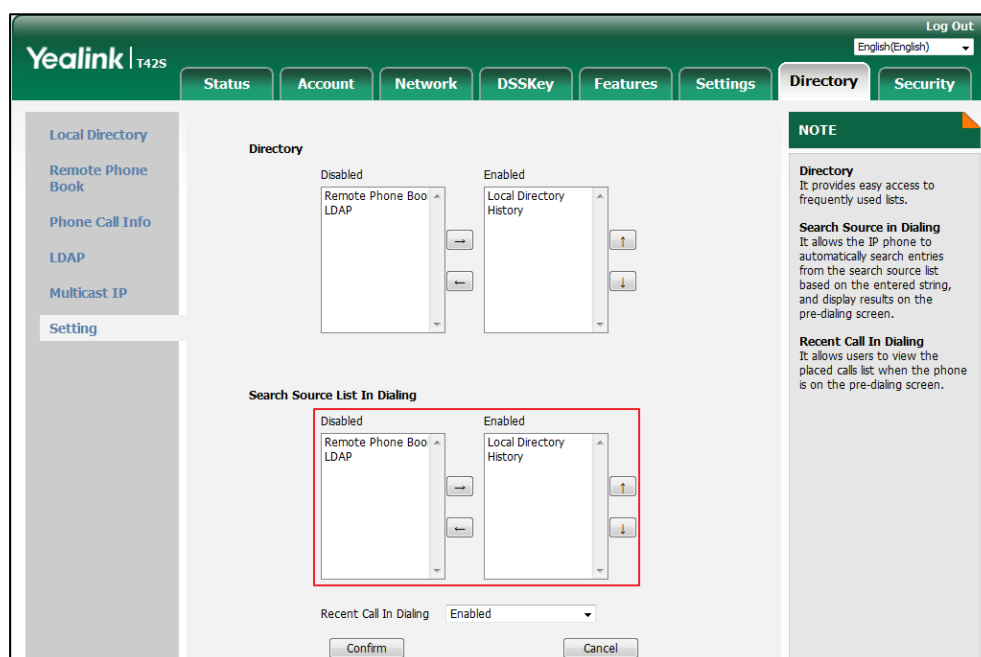 Log Out
English(English)
Yealink | T42S
Status
Account
Network
DSSKey
Features
Settings
Directory
Security
Local Directory
Remote Phone
Book
Phone Call Info
LDAP
Multicast IP
Setting
Directory
Disabled
Enabled
Remote Phone Boo
LDAP
Local Directory
History
→
←
↑
↓
Search Source List In Dialing
Disabled
Enabled
Remote Phone Boo
LDAP
Local Directory
History
→
←
↑
↓
Recent Call In Dialing
Enabled
Confirm
Cancel
NOTE
Directory
It provides easy access to
frequently used lists.
Search Source in Dialing
It allows the IP phone to
automatically search entries
from the search source list
based on the entered string,
and display results on the
pre-dialing screen.
Recent Call In Dialing
It allows users to view the
placed calls list when the phone
is on the pre-dialing screen.